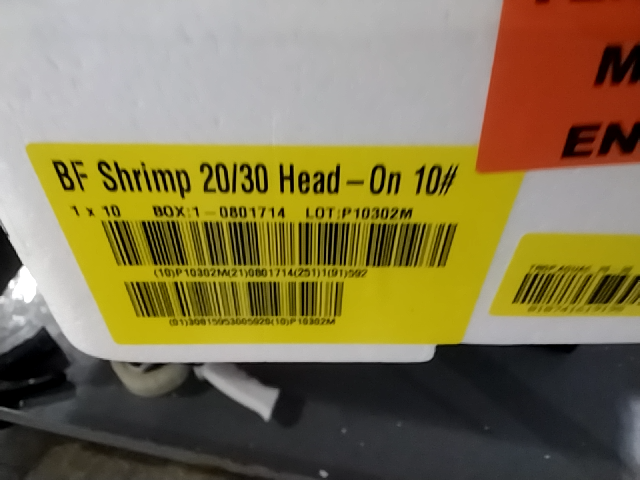 M
EN
BF Shrimp 20/30 Head-On 10#
1 x 10 BOX:1-0801714 LOT:P10302M
(10)P10302M(21)0801714(251)1(91)592